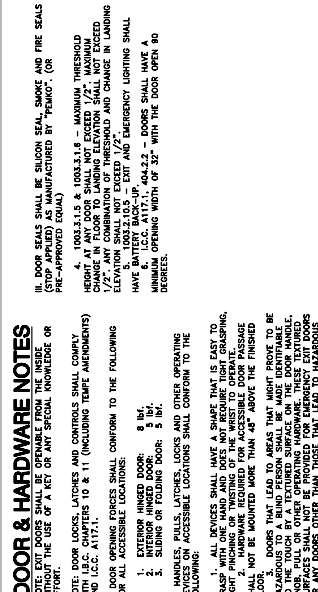 DOOR & HARDWARE NOTES
NOTE: EXIT DOORS SHALL BE OPENABLE FROM THE INSIDE
WITHOUT THE USE OF A KEY OR ANY SPECIAL KNOWLEDGE OR
EFFORT.
NOTE: DOOR LOCKS, LATCHES AND CONTROLS SHALL COMPLY
WITH I.B.C. CHAPTERS 10 & 11 (INCLUDING TEMPE AMENDMENTS)
AND I.C.C. A117.1.
DOOR OPENING FORCES SHALL CONFORM TO THE FOLLOWING
FOR ALL ACCESSIBLE LOCATIONS:
1. EXTERIOR HINGED DOOR: 8 lbf.
2. INTERIOR HINGED DOOR: 5 lbf.
3. SLIDING OR FOLDING DOOR: 5 lbf.
HANDLES, PULLS, LATCHES, LOCKS AND OTHER OPERATING
DEVICES ON ACCESSIBLE LOCATIONS SHALL CONFORM TO THE
FOLLOWING:
1. ALL DEVICES SHALL HAVE A SHAPE THAT IS EASY TO
GRASP WITH ONE HAND AND DOES NOT REQUIRE TIGHT GRASPING,
TIGHT PINCHING OR TWISTING OF THE WRIST TO OPERATE.
2. HARDWARE REQUIRED FOR ACCESSIBLE DOOR PASSAGE
SHALL NOT BE MOUNTED MORE THAN 48" ABOVE THE FINISHED
FLOOR.
3. DOORS THAT LEAD TO AREAS THAT MIGHT PROVE TO BE
HAZARDOUS TO A BLIND PERSON SHALL BE MADE IDENTIFIABLE
TO THE TOUCH BY A TEXTURED SURFACE ON THE DOOR HANDLE,
KNOB, PULL OR OTHER OPERATING HARDWARE. THESE TEXTURED
SURFACES SHALL NOT BE PROVIDED FOR EMERGENCY EXIT DOORS
OR ANY DOORS OTHER THAN THOSE THAT LEAD TO HAZARDOUS
III. DOOR SEALS SHALL BE SILICON SEAL, SMOKE AND FIRE SEALS
(STOP APPLIED) AS MANUFACTURED BY "PEMKO". (OR
PRE-APPROVED EQUAL)
4. 1003.3.1.5 & 1003.3.1.6 - MAXIMUM THRESHOLD
HEIGHT AT ANY DOOR SHALL NOT EXCEED 1/2". MAXIMUM
CHANGE IN FLOOR TO LANDING ELEVATION SHALL NOT EXCEED
1/2". ANY COMBINATION OF THRESHOLD AND CHANGE IN LANDING
ELEVATION SHALL NOT EXCEED 1/2".
5. 1003.2.10.5 - EXIT AND EMERGENCY LIGHTING SHALL
HAVE BATTERY BACK-UP.
6. I.C.C. A117.1, 404.2.2 - DOORS SHALL HAVE A
MINIMUM OPENING WIDTH OF 32" WITH THE DOOR OPEN 90
DEGREES.